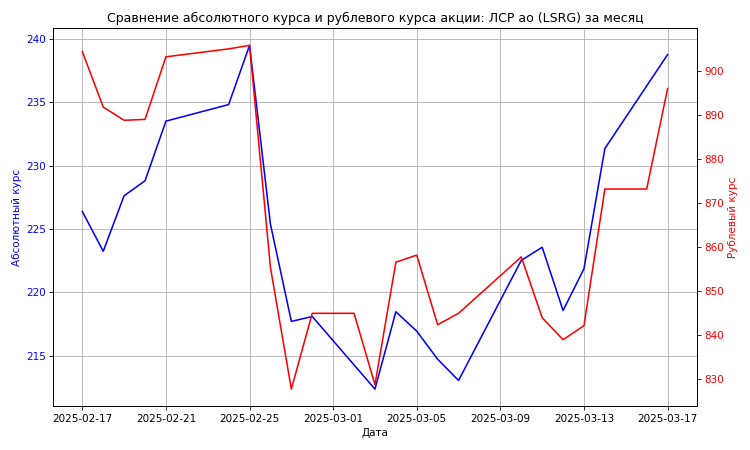 Сравнение абсолютного курса и рублевого курса акции: ЛСР ао (LSRG) за месяц
240
235
230
225
220
215
Абсолютный курс
900
890
880
870
860
850
840
830
Рублевый курс
2025-02-17 2025-02-21 2025-02-25 2025-03-01 2025-03-05 2025-03-09 2025-03-13 2025-03-17
Дата